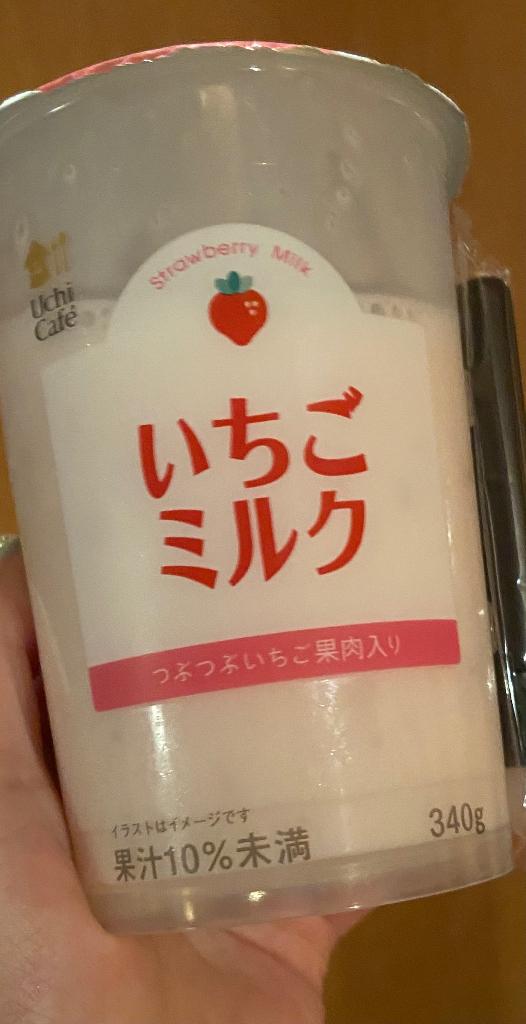 Strawberry Milk
Uchi
Café
いちご
ミルク
つぶつぶいちご果肉入り
イラストはイメージです
果汁10%未満
340g